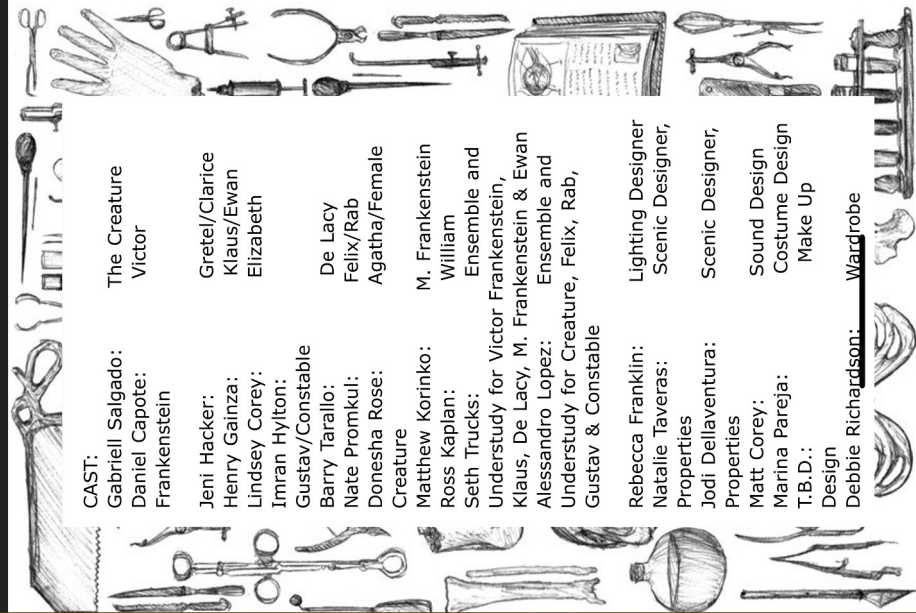 CAST:
Gabriell Salgado: The Creature
Daniel Capote: Victor
Frankenstein
Jeni Hacker: Gretel/Clarice
Henry Gainza: Klaus/Ewan
Lindsey Corey: Elizabeth
Imran Hylton:
Gustav/Constable
Barry Tarallo: De Lacy
Nate Promkul: Felix/Rab
Donesha Rose: Agatha/Female
Creature
Matthew Korinko: M. Frankenstein
Ross Kaplan: William
Seth Trucks: Ensemble and
Understudy for Victor Frankenstein,
Klaus, De Lacy, M. Frankenstein & Ewan
Alessandro Lopez: Ensemble and
Understudy for Creature, Felix, Rab,
Gustav & Constable
Rebecca Franklin: Lighting Designer
Natalie Taveras: Scenic Designer,
Properties
Jodi Dellaventura: Scenic Designer,
Properties
Matt Corey: Sound Design
Marina Pareja: Costume Design
T.B.D.: Make Up
Design
Debbie Richardson: Wardrobe